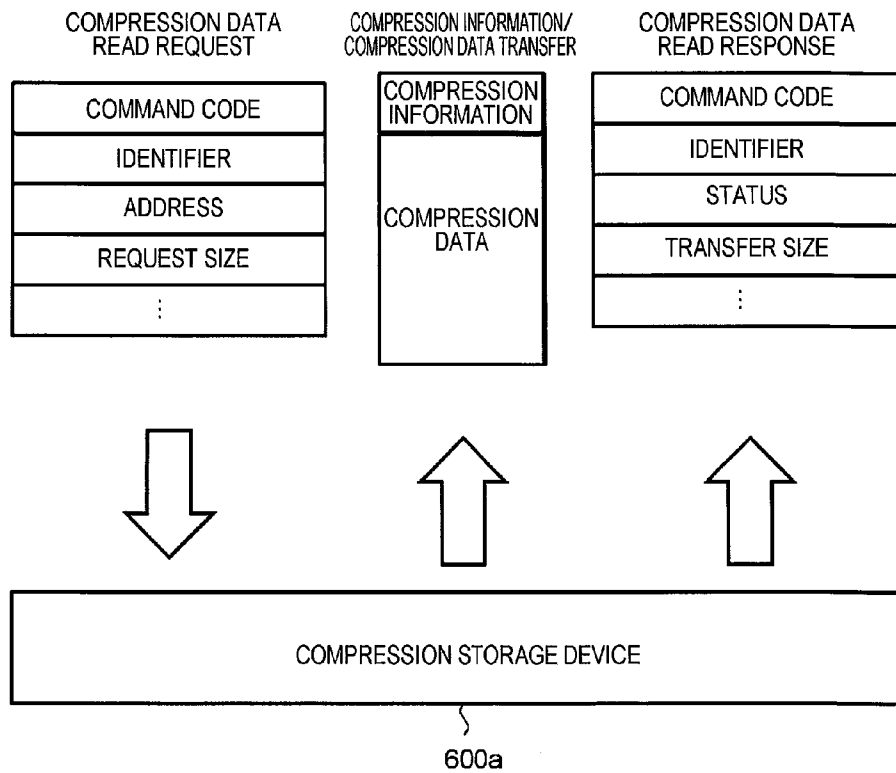 COMPRESSION DATA
READ REQUEST
COMMAND CODE
IDENTIFIER
ADDRESS
REQUEST SIZE
⋮
COMPRESSION INFORMATION/
COMPRESSION DATA TRANSFER
COMPRESSION
INFORMATION
COMPRESSION
DATA
COMPRESSION DATA
READ RESPONSE
COMMAND CODE
IDENTIFIER
STATUS
TRANSFER SIZE
⋮
COMPRESSION STORAGE DEVICE
600a